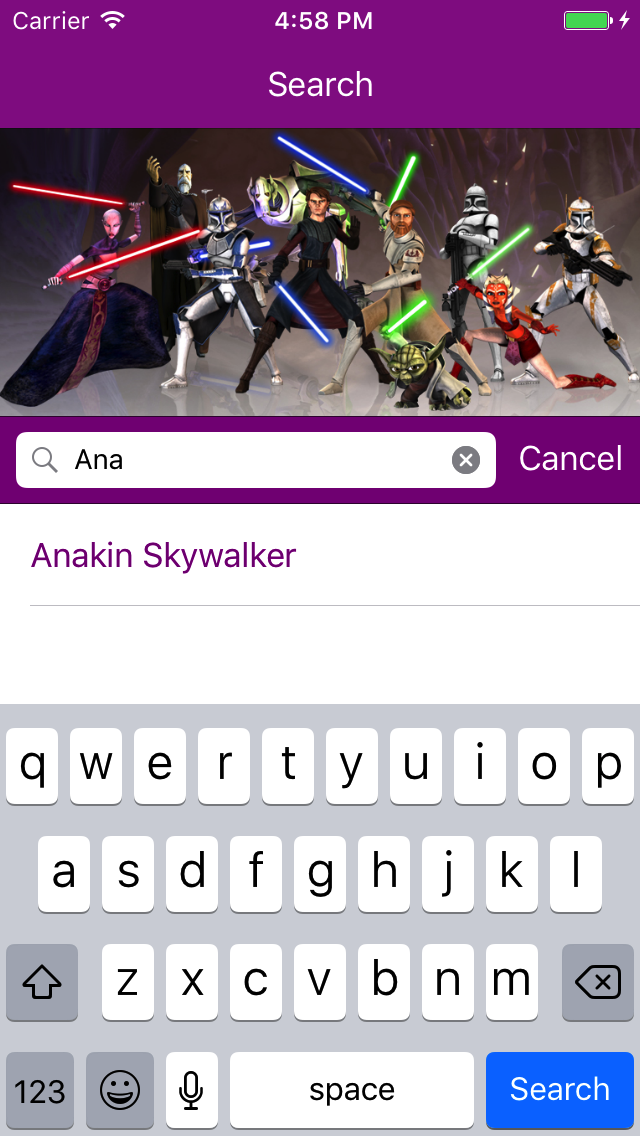 Carrier 4:58 PM
Search
Ana Cancel
Anakin Skywalker
q w e r t y u i o p
a s d f g h j k l
z x c v b n m
123 space Search